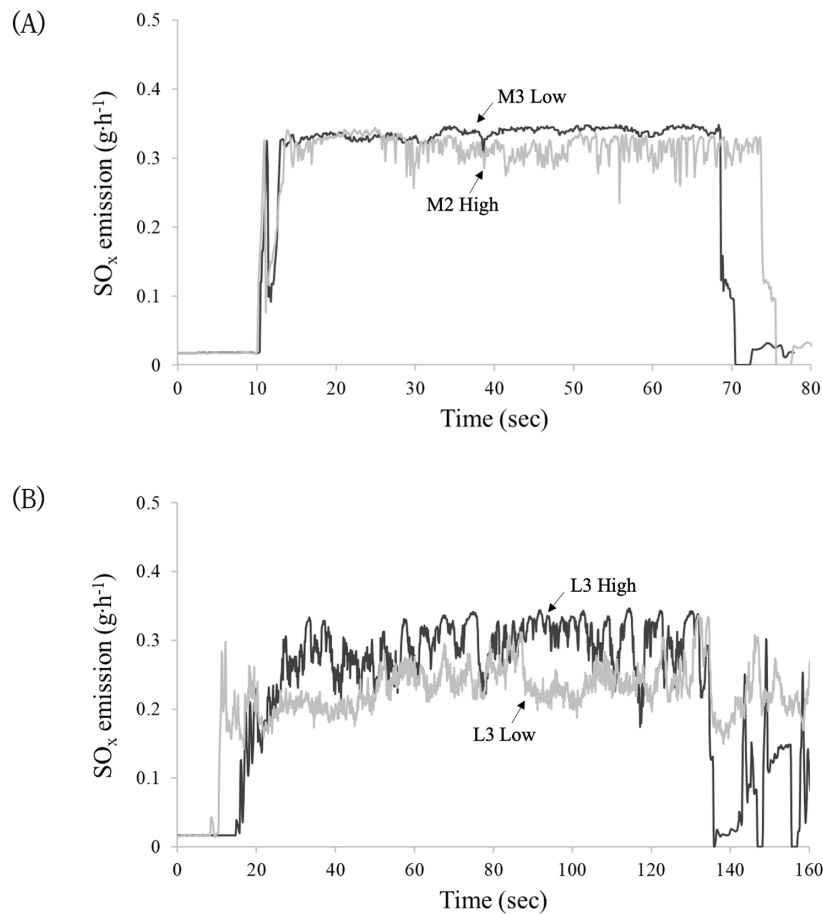 (A)
0.5
0.4
0.3
0.2
0.1
0
SOx emission (g·h-1)
M3 Low
M2 High
0 10 20 30 40 50 60 70 80
Time (sec)
(B)
0.5
0.4
0.3
0.2
0.1
0
SOx emission (g·h-1)
L3 High
L3 Low
0 20 40 60 80 100 120 140 160
Time (sec)